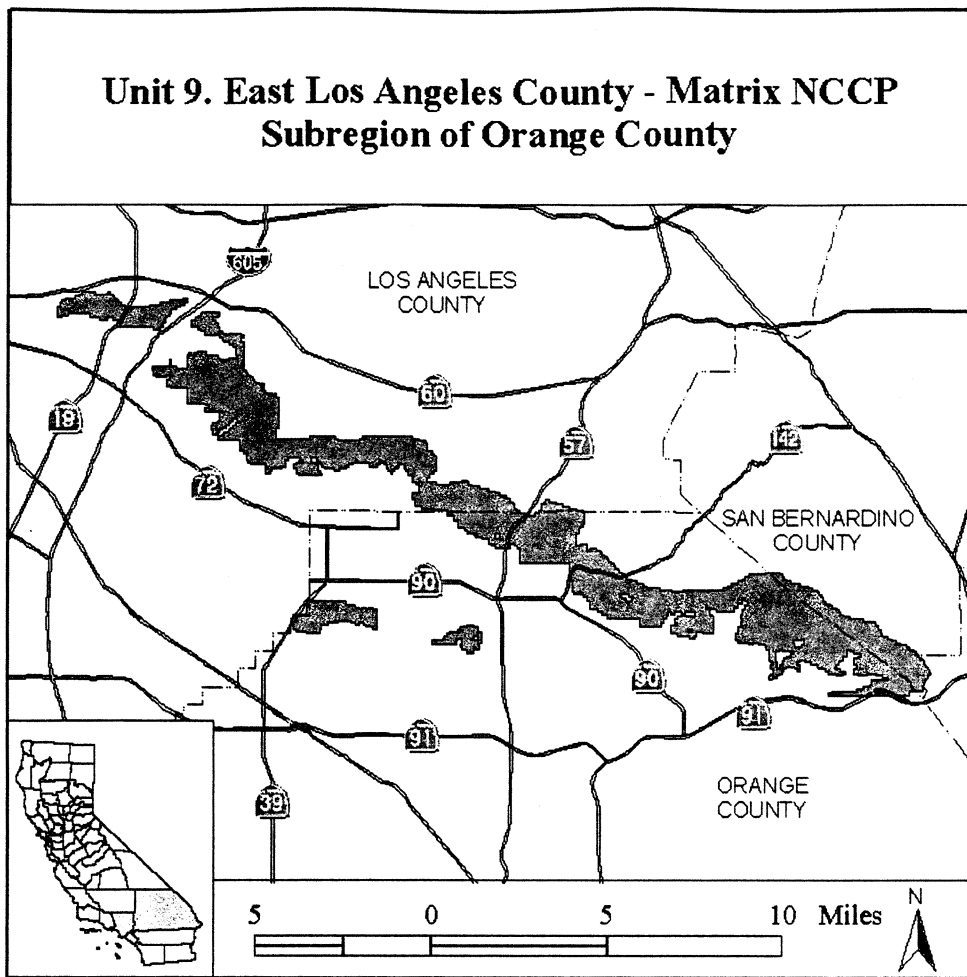 Unit 9. East Los Angeles County - Matrix NCCP
Subregion of Orange County
605
LOS ANGELES
COUNTY
60
19
57
142
72
SAN BERNARDINO
COUNTY
90
90
91
91
ORANGE
COUNTY
39
5 0 5 10 Miles
N